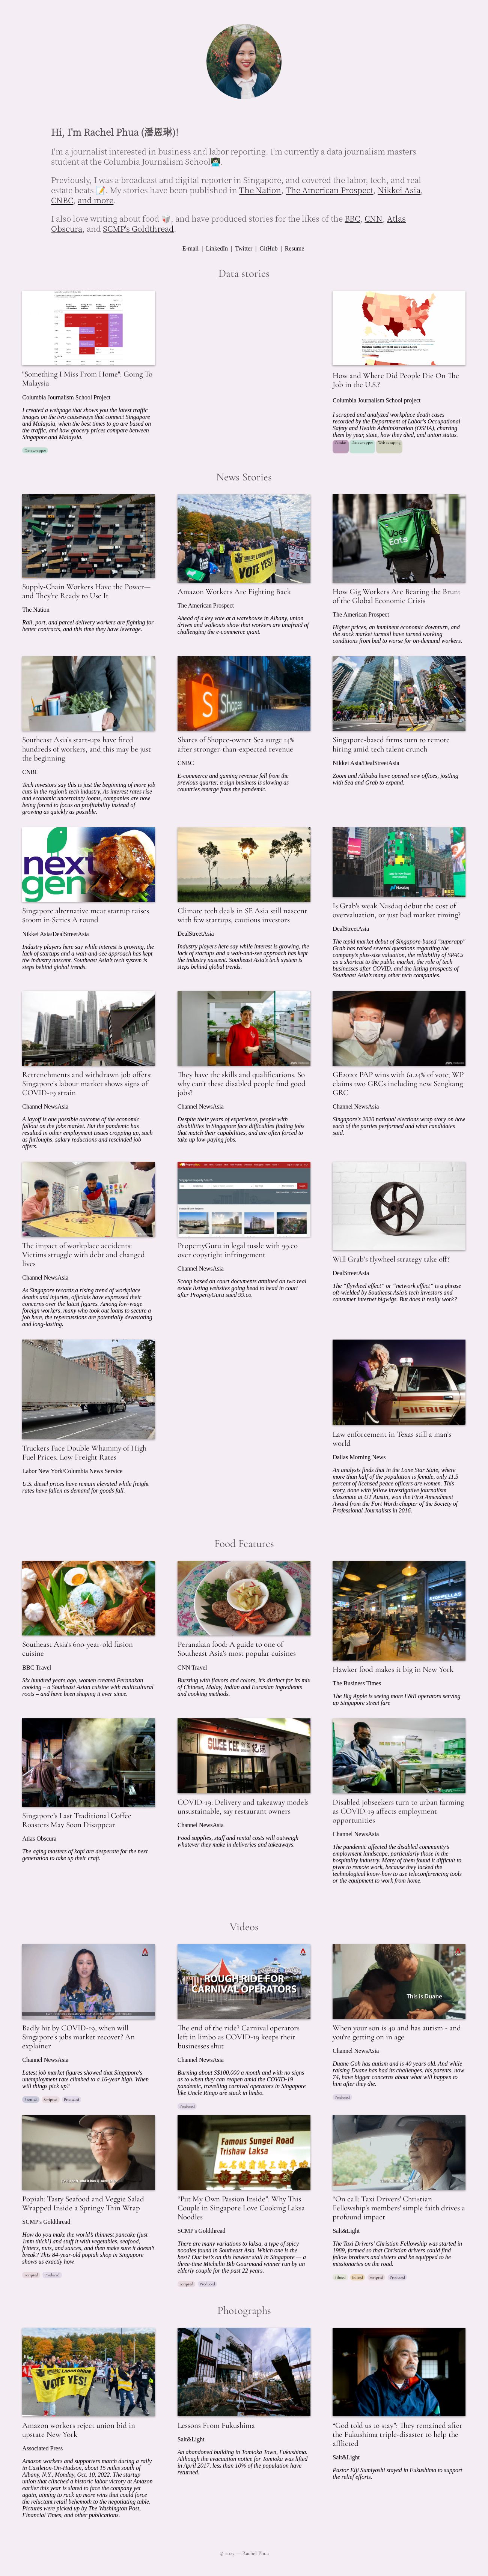 Hi, I'm Rachel Phua (潘恩琳)!
I'm a journalist interested in business and labor reporting. I'm currently a data journalism masters
student at the Columbia Journalism School👩🏻‍💻
Previously, I was a broadcast and digital reporter in Singapore, and covered the labor, tech, and real
estate beats 📝. My stories have been published in The Nation, The American Prospect, Nikkei Asia,
CNBC, and more.
I also love writing about food 🥡, and have produced stories for the likes of the BBC, CNN, Atlas
Obscura, and SCMP's Goldthread.
E-mail | LinkedIn | Twitter | GitHub | Resume
Data stories
"Something I Miss From Home": Going To
Malaysia
Columbia Journalism School Project
I created a webpage that shows you the latest traffic
images on the two causeways that connect Singapore
and Malaysia, when the best times to go are based on
the traffic, and how grocery prices compare between
Singapore and Malaysia.
How and Where Did People Die On The
Job in the U.S.?
Columbia Journalism School project
I scraped and analyzed workplace death cases
recorded by the Department of Labor's Occupational
Safety and Health Administration (OSHA), charting
them by year, state, how they died, and union status.
News Stories
Supply-Chain Workers Have the Power—
and They're Ready to Use It
The Nation
Rail, port, and parcel delivery workers are fighting for
better contracts, and this time they have leverage.
VOTE YES!
Amazon Workers Are Fighting Back
The American Prospect
Ahead of a key vote at a warehouse in Albany, union
drives and walkouts show that workers are unafraid of
challenging the e-commerce giant.
Uber
Eats
How Gig Workers Are Bearing the Brunt
of the Global Economic Crisis
The American Prospect
Higher prices, an imminent economic downturn, and
the stock market turmoil have turned working
conditions from bad to worse for on-demand workers.
Southeast Asia's start-ups have fired
hundreds of workers, and this may be just
the beginning
CNBC
Tech investors say this is just the beginning of more job
cuts in the region's tech industry. As interest rates rise
and economic uncertainty looms, companies are now
being forced to focus on profitability instead of
growing as quickly as possible.
Shares of Shopee-owner Sea surge 14%
after stronger-than-expected revenue
CNBC
E-commerce and gaming revenue fell from the
previous quarter, a sign business is slowing as
countries emerge from the pandemic.
Singapore-based firms turn to remote
hiring amid tech talent crunch
Nikkei Asia/DealStreetAsia
Zoom and Alibaba have opened new offices, jostling
with Sea and Grab to expand.
next
gen
Singapore alternative meat startup raises
$100m in Series A round
Nikkei Asia/DealStreetAsia
Industry players here say while interest is growing, the
lack of startups and a wait-and-see approach has kept
the industry nascent. Southeast Asia's tech system is
steps behind global trends.
Climate tech deals in SE Asia still nascent
with few startups, cautious investors
DealStreetAsia
Industry players here say while interest is growing, the
lack of startups and a wait-and-see approach has kept
the industry nascent. Southeast Asia's tech system is
steps behind global trends.
Is Grab's weak Nasdaq debut the cost of
overvaluation, or just bad market timing?
DealStreetAsia
The tepid market debut of Singapore-based "superapp"
Grab has raised several questions regarding the
company's plus-size valuation, the reliability of SPACs
as a shortcut to the public market, the role of tech
businesses after COVID, and the listing prospects of
Southeast Asia's many other tech companies.
Retrenchments and withdrawn job offers:
Singapore's labour market shows signs of
COVID-19 strain
Channel NewsAsia
A layoff is one possible outcome of the economic
fallout on the jobs market. But the pandemic has
resulted in other employment issues cropping up, such
as furloughs, salary reductions and rescinded job
offers.
They have the skills and qualifications. So
why can't these disabled people find good
jobs?
Channel NewsAsia
Despite their years of experience, people with
disabilities in Singapore face difficulties finding jobs
that match their capabilities, and are often forced to
take up low-paying jobs.
GE2020: PAP wins with 61.24% of vote; WP
claims two GRCs including new Sengkang
GRC
Channel NewsAsia
Singapore's 2020 national elections wrap story on how
each of the parties performed and what candidates
said.
The impact of workplace accidents:
Victims struggle with debt and changed
lives
Channel NewsAsia
As Singapore records a rising trend of workplace
deaths and injuries, officials have expressed their
concerns over the latest figures. Among low-wage
foreign workers, many who took out loans to secure a
job here, the repercussions are potentially devastating
and long-lasting.
PropertyGuru in legal tussle with 99.co
over copyright infringement
Channel NewsAsia
Scoop based on court documents attained on two real
estate listing websites going head to head in court
after PropertyGuru sued 99.co.
Will Grab's flywheel strategy take off?
DealStreetAsia
The “flywheel effect” or “network effect” is a phrase
oft-wielded by Southeast Asia's tech investors and
consumer internet bigwigs. But does it really work?
Truckers Face Double Whammy of High
Fuel Prices, Low Freight Rates
Labor New York/Columbia News Service
U.S. diesel prices have remain elevated while freight
rates have fallen as demand for goods fall.
SHERIFF
Law enforcement in Texas still a man's
world
Dallas Morning News
An analysis finds that in the Lone Star State, where
more than half of the population is female, only 11.5
percent of licensed peace officers are women. This
story, done with fellow investigative journalism
classmate at UT Austin, won the First Amendment
Award from the Fort Worth chapter of the Society of
Professional Journalists in 2016.
Food Features
Southeast Asia's 600-year-old fusion
cuisine
BBC Travel
Six hundred years ago, women created Peranakan
cooking – a Southeast Asian cuisine with multicultural
roots – and have been shaping it ever since.
Peranakan food: A guide to one of
Southeast Asia's most popular cuisines
CNN Travel
Bursting with flavors and colors, it's distinct for its mix
of Chinese, Malay, Indian and Eurasian ingredients
and cooking methods.
Hawker food makes it big in New York
The Business Times
The Big Apple is seeing more F&B operators serving
up Singapore street fare
Singapore's Last Traditional Coffee
Roasters May Soon Disappear
Atlas Obscura
The aging masters of kopi are desperate for the next
generation to take up their craft.
COVID-19: Delivery and takeaway models
unsustainable, say restaurant owners
Channel NewsAsia
Food supplies, staff and rental costs will outweigh
whatever they make in deliveries and takeaways.
Disabled jobseekers turn to urban farming
as COVID-19 affects employment
opportunities
Channel NewsAsia
The pandemic affected the disabled community's
employment landscape, particularly those in the
hospitality industry. Many of them found it difficult to
pivot to remote work, because they lacked the
technological know-how to use teleconferencing tools
or the equipment to work from home.
Videos
Badly hit by COVID-19, when will
Singapore's jobs market recover? An
explainer
Channel NewsAsia
Latest job market figures showed that Singapore's
unemployment rate climbed to a 16-year high. When
will things pick up?
Scripted Produced
ROUGH RIDE FOR
CARNIVAL OPERATORS
The end of the ride? Carnival operators
left in limbo as COVID-19 keeps their
businesses shut
Channel NewsAsia
Burning about S$100,000 a month and with no signs
as to when they can reopen amid the COVID-19
pandemic, travelling carnival operators in Singapore
like Uncle Ringo are stuck in limbo.
Produced
This is Duane
When your son is 40 and has autism - and
you're getting on in age
Channel NewsAsia
Duane Goh has autism and is 40 years old. And while
raising Duane has had its challenges, his parents, now
74, have bigger concerns about what will happen to
him after they die.
Produced
Popiah: Tasty Seafood and Veggie Salad
Wrapped Inside a Springy Thin Wrap
SCMP's Goldthread
How do you make the world's thinnest pancake (just
1mm thick!) and stuff it with vegetables, seafood,
fritters, nuts, and sauces, and then make sure it doesn't
break? This 84-year-old popiah shop in Singapore
shows us exactly how.
Scripted Produced
Famous Sungei Road
Trishaw Laksa
“Put My Own Passion Inside”: Why This
Couple in Singapore Love Cooking Laksa
Noodles
SCMP's Goldthread
There are many variations to laksa, a type of spicy
noodles found in Southeast Asia. Which one is the
best? Our bet's on this hawker stall in Singapore — a
three-time Michelin Bib Gourmand winner run by an
elderly couple for the past 22 years.
Scripted Produced
“On call: Taxi Drivers' Christian
Fellowship's members' simple faith drives a
profound impact
Salt&Light
The Taxi Drivers' Christian Fellowship was started in
1989, formed so that Christian drivers could find
fellow brothers and sisters and be equipped to be
missionaries on the road.
Filmed Edited Scripted Produced
Photographs
VOTE YES!
Amazon workers reject union bid in
upstate New York
Associated Press
Amazon workers and supporters march during a rally
in Castleton-On-Hudson, about 15 miles south of
Albany, N.Y., Monday, Oct. 10, 2022. The startup
union that clinched a historic labor victory at Amazon
earlier this year is slated to face the company yet
again, aiming to rack up more wins that could force
the reluctant retail behemoth to the negotiating table.
Pictures were picked up by The Washington Post,
Financial Times, and other publications.
Lessons From Fukushima
Salt&Light
An abandoned building in Tomioka Town, Fukushima.
Although the evacuation notice for Tomioka was lifted
in April 2017, less than 10% of the population have
returned.
“God told us to stay”: They remained after
the Fukushima triple-disaster to help the
afflicted
Salt&Light
Pastor Eiji Sumiyoshi stayed in Fukushima to support
the relief efforts.
© 2023 — Rachel Phua